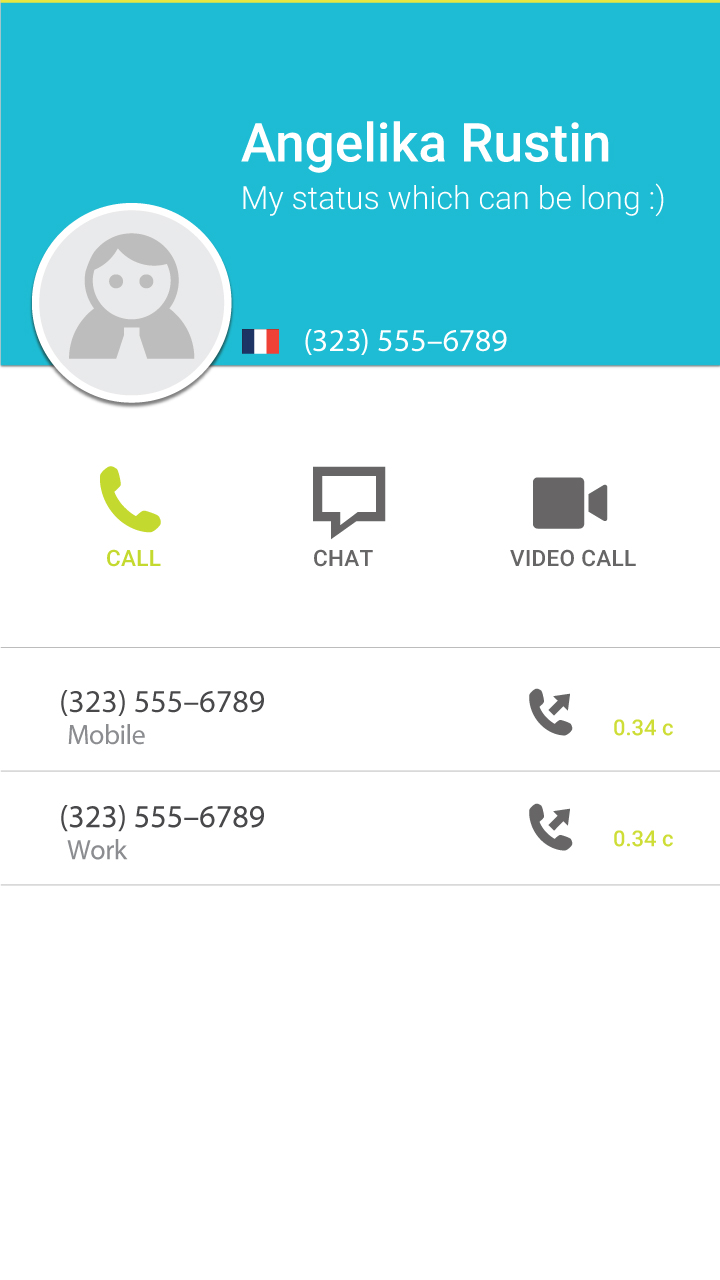 Angelika Rustin
My status which can be long :)
(323) 555–6789
CALL CHAT VIDEO CALL
(323) 555–6789
Mobile
0.34 c
(323) 555–6789
Work
0.34 c